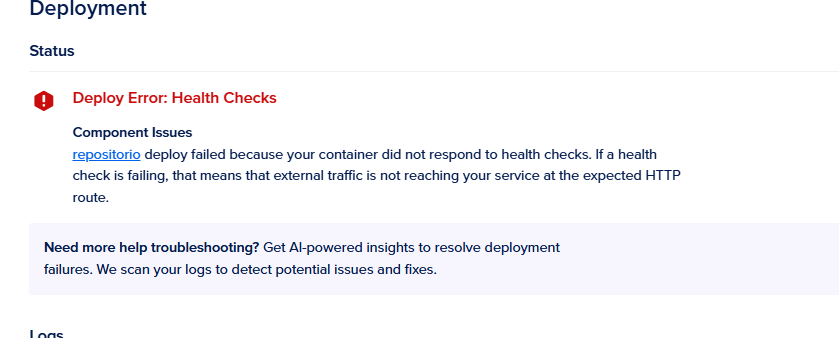 Deployment
Status
Deploy Error: Health Checks
Component Issues
repositorio deploy failed because your container did not respond to health checks. If a health
check is failing, that means that external traffic is not reaching your service at the expected HTTP
route.
Need more help troubleshooting? Get AI-powered insights to resolve deployment
failures. We scan your logs to detect potential issues and fixes.
Logs